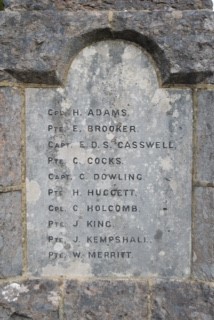 CPL. H. ADAMS.
PTE. E. BROOKER.
CAPT. E.D.S. CASSWELL.
PTE. C. COCKS.
CAPT. G. DOWLING.
PTE. H. HUGGETT.
CPL. C. HOLCOMB.
PTE. J. KING.
PTE. J. KEMPSHALL.
PTE. W. MERRITT.